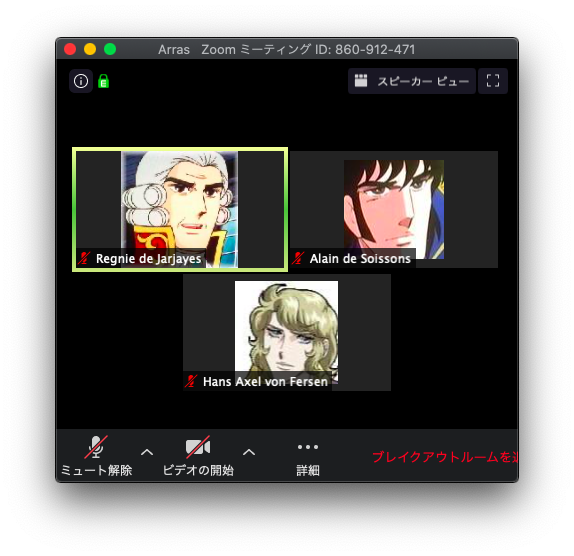 Arras Zoom ミーティング ID: 860-912-471
スピーカー ビュー
Regnie de Jarjayes
Alain de Soissons
Hans Axel von Fersen
ミュート解除
ビデオの開始
詳細
ブレイクアウトルームを